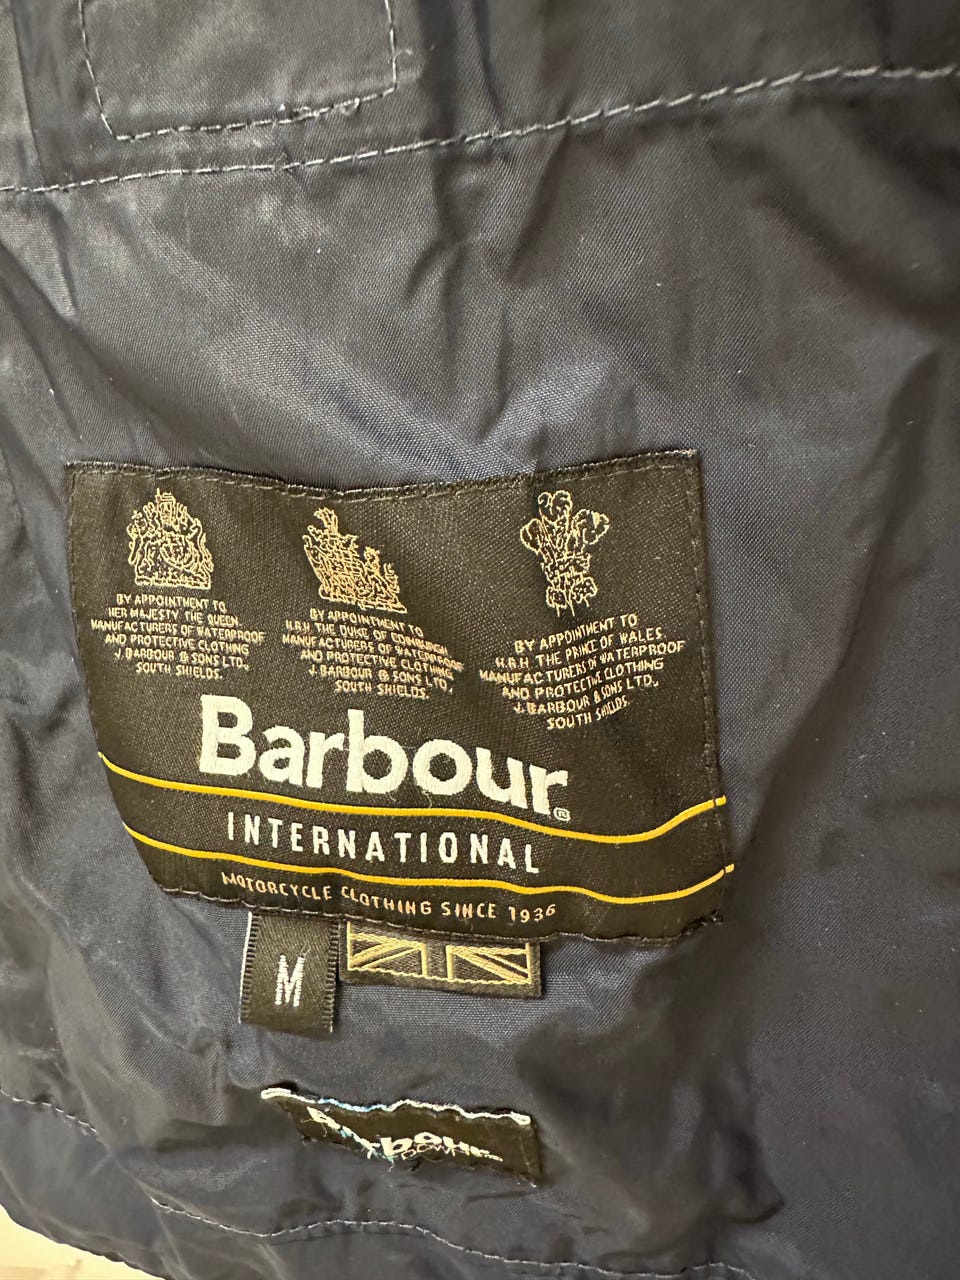 BY APPOINTMENT TO
HER MAJESTY THE QUEEN
MANUFACTURERS OF WATERPROOF
AND PROTECTIVE CLOTHING
J. BARBOUR & SONS LTD.,
SOUTH SHIELDS.
BY APPOINTMENT TO
H.R.H. THE DUKE OF EDINBURGH
MANUFACTURERS OF WATERPROOF
AND PROTECTIVE CLOTHING
J. BARBOUR & SONS LTD.,
SOUTH SHIELDS.
BY APPOINTMENT TO
H.R.H. THE PRINCE OF WALES.
MANUFACTURERS OF WATERPROOF
AND PROTECTIVE CLOTHING
J. BARBOUR & SONS LTD.,
SOUTH SHIELDS.
Barbour®
INTERNATIONAL
MOTORCYCLE CLOTHING SINCE 1936
M
Barbour